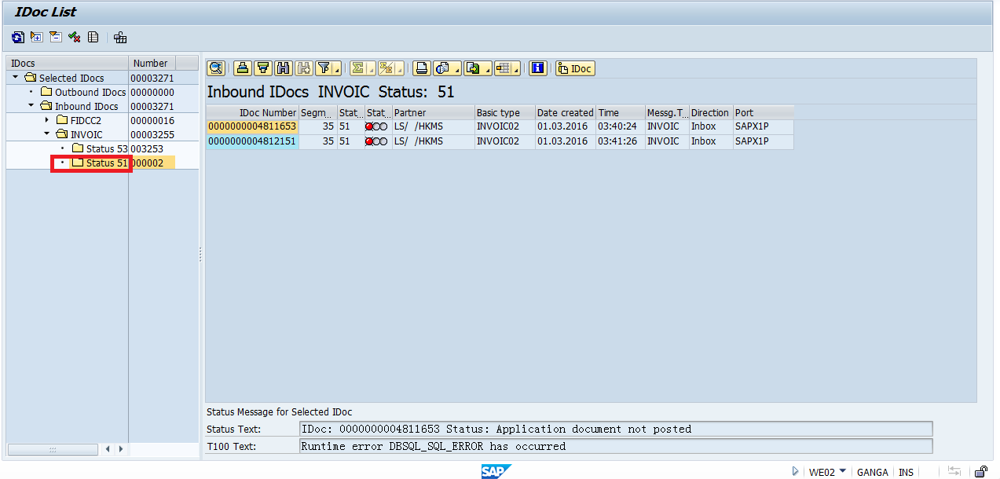 IDoc List
IDocs Number
Selected IDocs 00003271
Outbound IDocs 00000000
Inbound IDocs 00003271
FIDCC2 00000016
INVOIC 00003255
Status 53 003253
Status 51 000002
IDoc
Inbound IDocs INVOIC Status: 51
IDoc Number Segm... Stat... Stat... Partner Basic type Date created Time Messg.T... Direction Port
0000000004811653 35 51 LS/ /HKMS INVOIC02 01.03.2016 03:40:24 INVOIC Inbox SAPX1P
0000000004812151 35 51 LS/ /HKMS INVOIC02 01.03.2016 03:41:26 INVOIC Inbox SAPX1P
Status Message for Selected IDoc
Status Text: IDoc: 0000000004811653 Status: Application document not posted
T100 Text: Runtime error DBSQL_SQL_ERROR has occurred
SAP WE02 GANGA INS